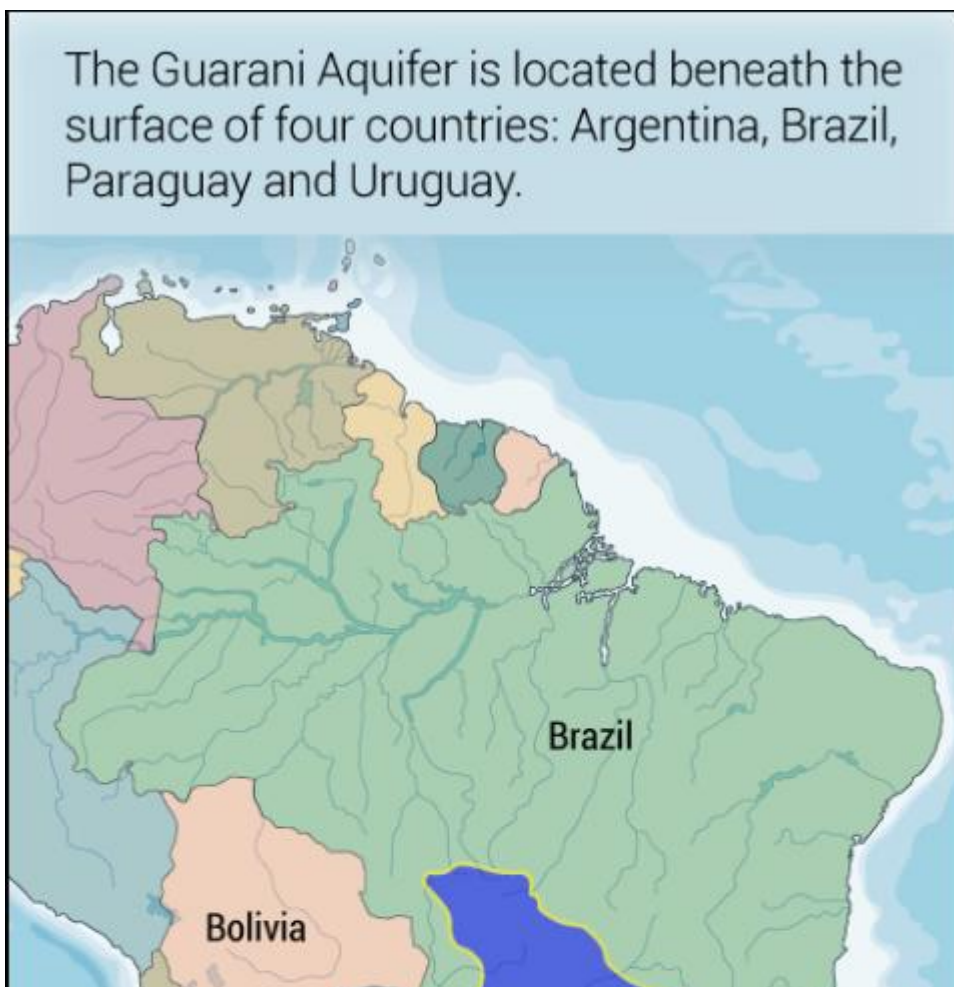 The Guarani Aquifer is located beneath the
surface of four countries: Argentina, Brazil,
Paraguay and Uruguay.
Brazil
Bolivia